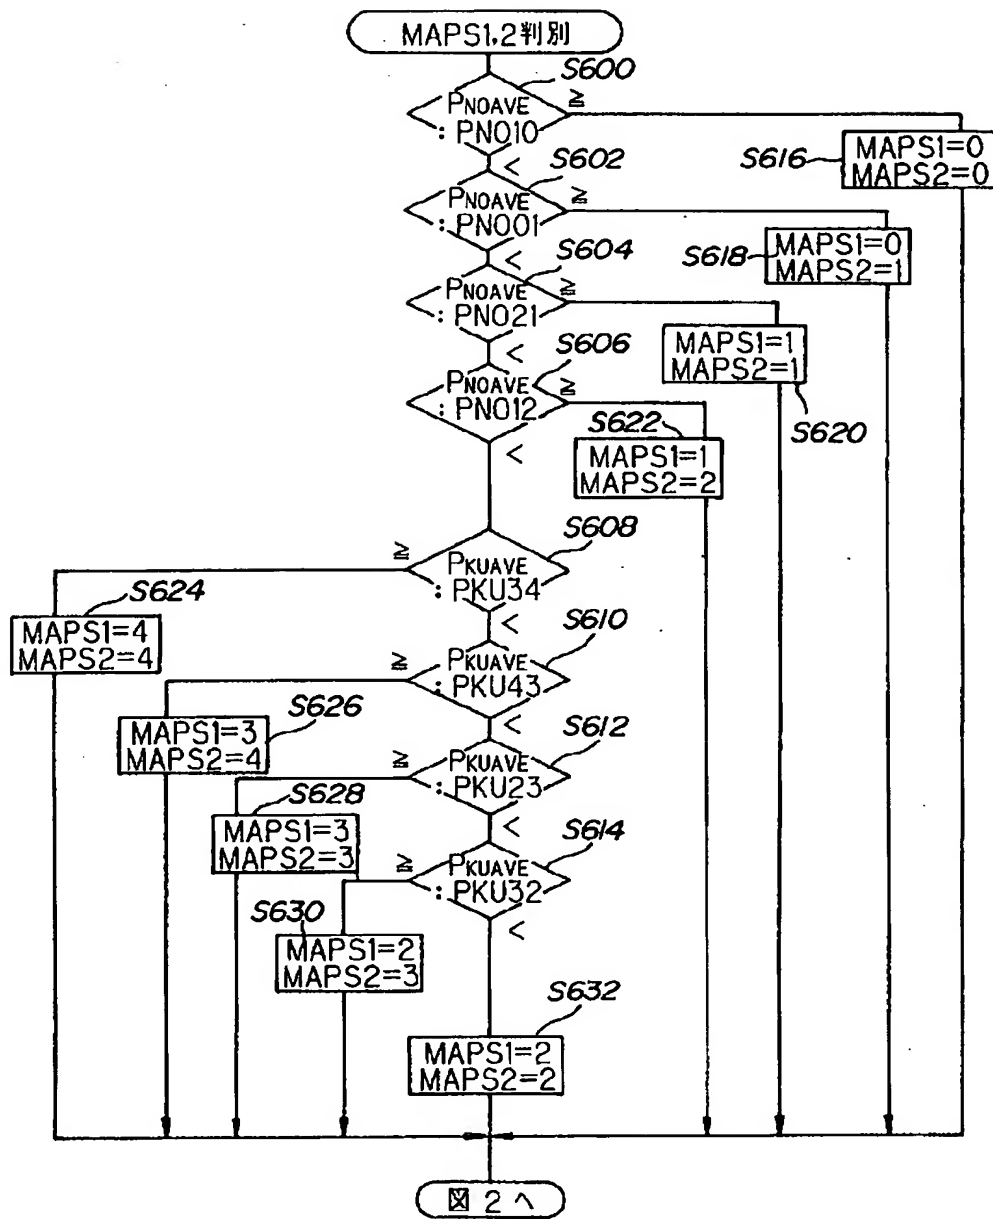 MAPS1,2判別
S600
PNOAVE
: PNO10
≧
<
S616
MAPS1=0
MAPS2=0
S602
PNOAVE
: PNO01
≧
<
S618
MAPS1=0
MAPS2=1
S604
PNOAVE
: PNO21
≧
<
MAPS1=1
MAPS2=1
S620
S606
PNOAVE
: PNO12
≧
<
S622
MAPS1=1
MAPS2=2
S608
PKUAVE
: PKU34
≧
<
S624
MAPS1=4
MAPS2=4
S610
PKUAVE
: PKU43
≧
<
S626
MAPS1=3
MAPS2=4
S612
PKUAVE
: PKU23
≧
<
S628
MAPS1=3
MAPS2=3
S614
PKUAVE
: PKU32
≧
<
S630
MAPS1=2
MAPS2=3
S632
MAPS1=2
MAPS2=2
図 2 へ